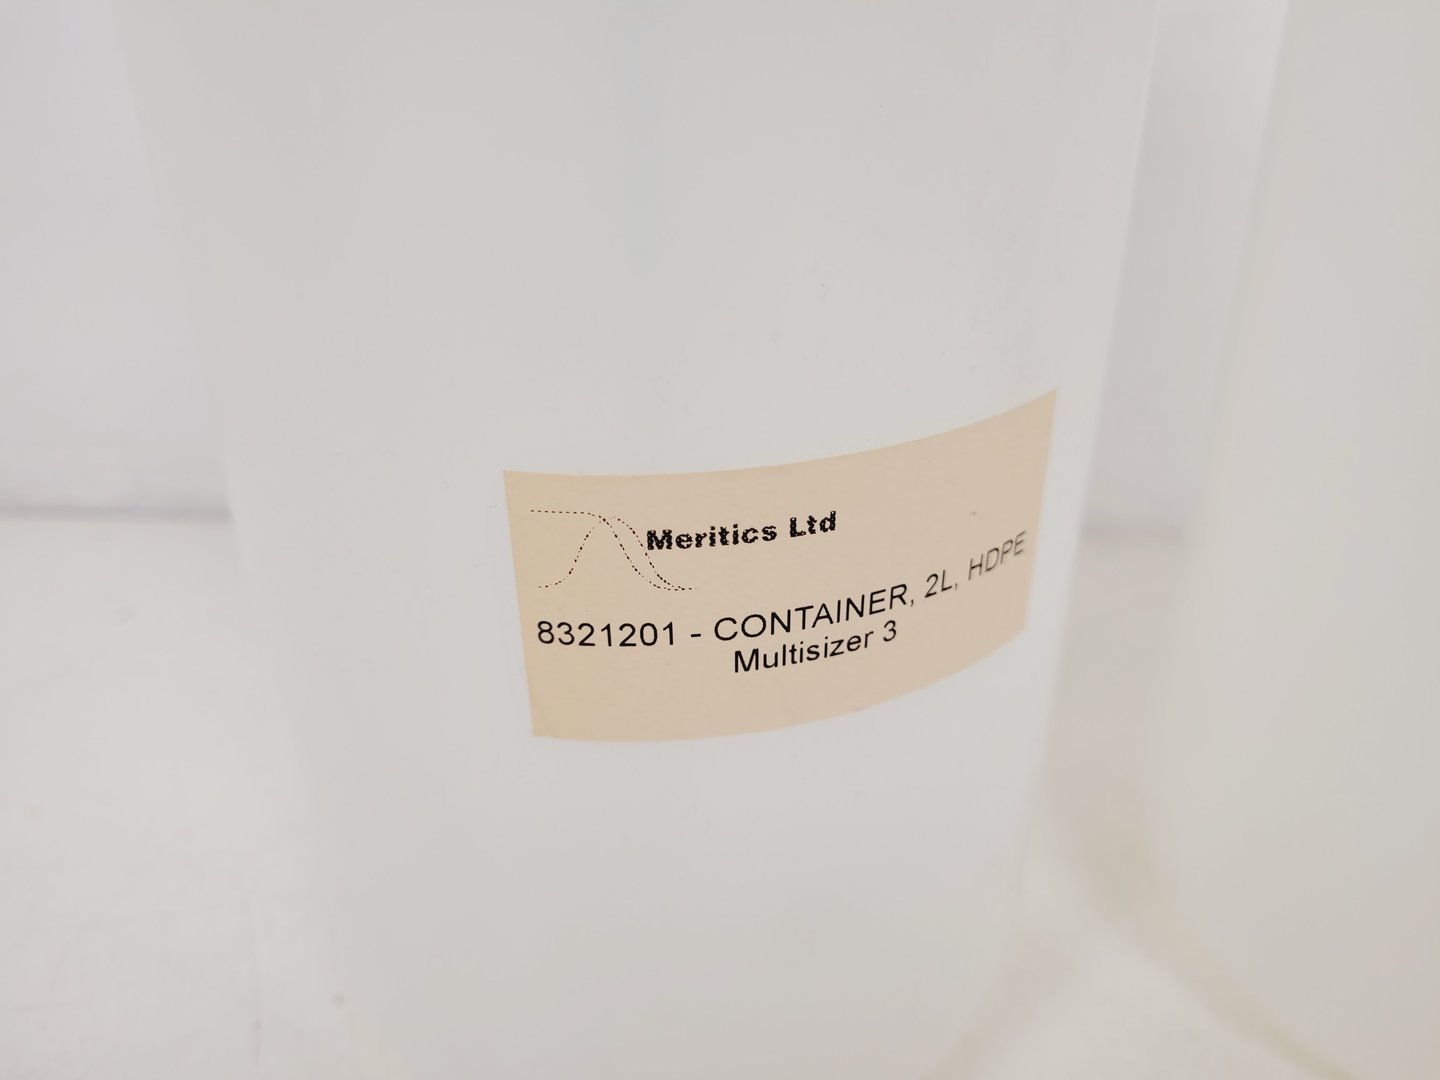 Meritics Ltd
8321201 - CONTAINER, 2L, HDPE
Multisizer 3